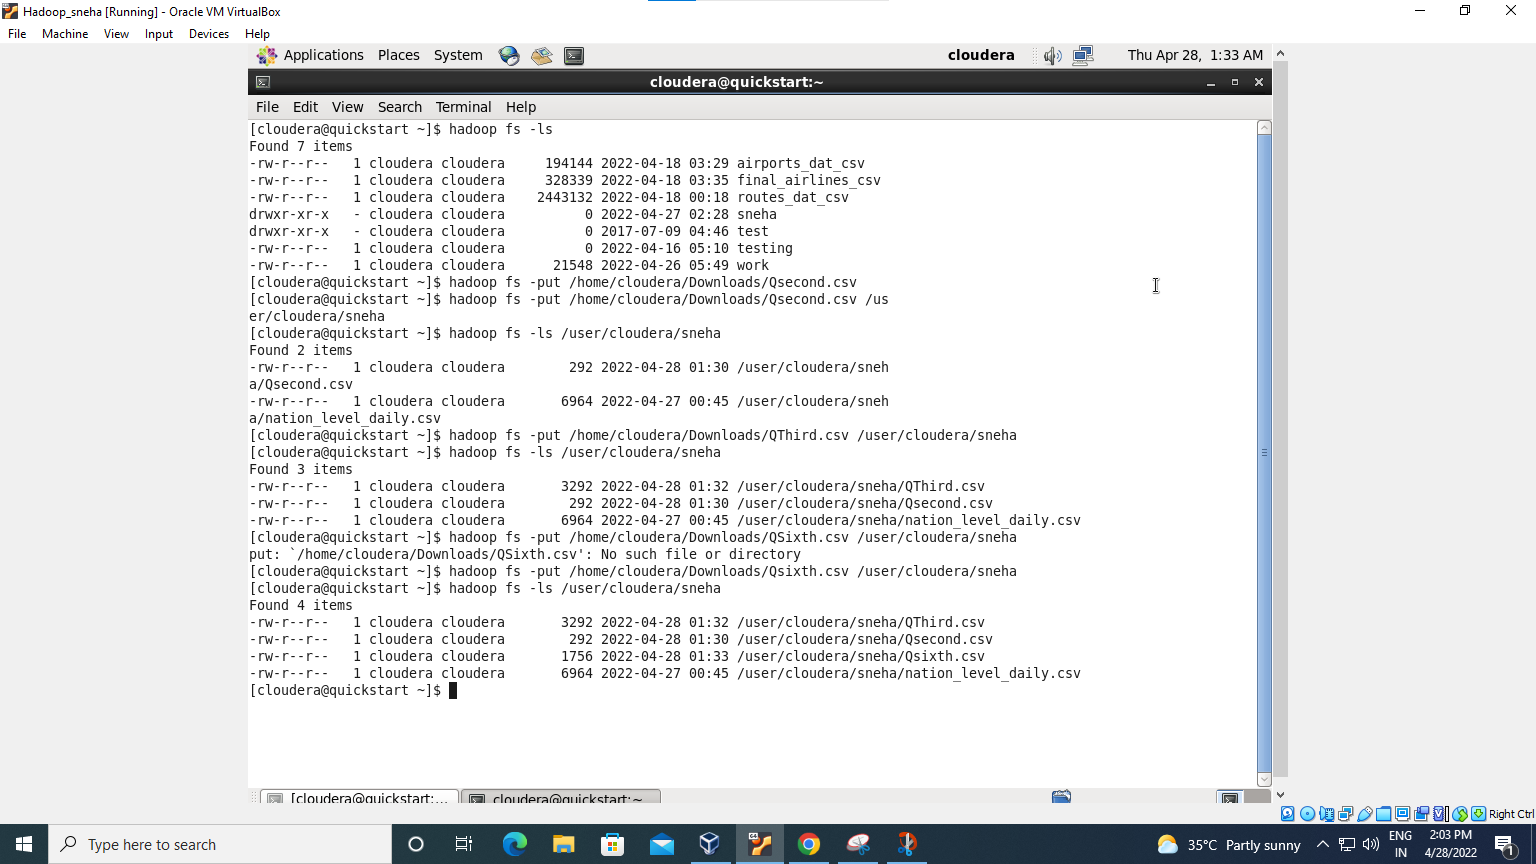 Hadoop_sneha [Running] - Oracle VM VirtualBox
File Machine View Input Devices Help
Applications Places System cloudera Thu Apr 28, 1:33 AM
cloudera@quickstart:~
File Edit View Search Terminal Help
[cloudera@quickstart ~]$ hadoop fs -ls
Found 7 items
-rw-r--r--   1 cloudera cloudera     194144 2022-04-18 03:29 airports_dat_csv
-rw-r--r--   1 cloudera cloudera     328339 2022-04-18 03:35 final_airlines_csv
-rw-r--r--   1 cloudera cloudera    2443132 2022-04-18 00:18 routes_dat_csv
drwxr-xr-x   - cloudera cloudera          0 2022-04-27 02:28 sneha
drwxr-xr-x   - cloudera cloudera          0 2017-07-09 04:46 test
-rw-r--r--   1 cloudera cloudera          0 2022-04-16 05:10 testing
-rw-r--r--   1 cloudera cloudera      21548 2022-04-26 05:49 work
[cloudera@quickstart ~]$ hadoop fs -put /home/cloudera/Downloads/Qsecond.csv
[cloudera@quickstart ~]$ hadoop fs -put /home/cloudera/Downloads/Qsecond.csv /us
er/cloudera/sneha
[cloudera@quickstart ~]$ hadoop fs -ls /user/cloudera/sneha
Found 2 items
-rw-r--r--   1 cloudera cloudera        292 2022-04-28 01:30 /user/cloudera/sneh
a/Qsecond.csv
-rw-r--r--   1 cloudera cloudera       6964 2022-04-27 00:45 /user/cloudera/sneh
a/nation_level_daily.csv
[cloudera@quickstart ~]$ hadoop fs -put /home/cloudera/Downloads/QThird.csv /user/cloudera/sneha
[cloudera@quickstart ~]$ hadoop fs -ls /user/cloudera/sneha
Found 3 items
-rw-r--r--   1 cloudera cloudera       3292 2022-04-28 01:32 /user/cloudera/sneha/QThird.csv
-rw-r--r--   1 cloudera cloudera        292 2022-04-28 01:30 /user/cloudera/sneha/Qsecond.csv
-rw-r--r--   1 cloudera cloudera       6964 2022-04-27 00:45 /user/cloudera/sneha/nation_level_daily.csv
[cloudera@quickstart ~]$ hadoop fs -put /home/cloudera/Downloads/QSixth.csv /user/cloudera/sneha
put: `/home/cloudera/Downloads/QSixth.csv': No such file or directory
[cloudera@quickstart ~]$ hadoop fs -put /home/cloudera/Downloads/Qsixth.csv /user/cloudera/sneha
[cloudera@quickstart ~]$ hadoop fs -ls /user/cloudera/sneha
Found 4 items
-rw-r--r--   1 cloudera cloudera       3292 2022-04-28 01:32 /user/cloudera/sneha/QThird.csv
-rw-r--r--   1 cloudera cloudera        292 2022-04-28 01:30 /user/cloudera/sneha/Qsecond.csv
-rw-r--r--   1 cloudera cloudera       1756 2022-04-28 01:33 /user/cloudera/sneha/Qsixth.csv
-rw-r--r--   1 cloudera cloudera       6964 2022-04-27 00:45 /user/cloudera/sneha/nation_level_daily.csv
[cloudera@quickstart ~]$
[cloudera@quickstart:... cloudera@quickstart:~
Right Ctrl
Type here to search 35°C Partly sunny ENG IN 2:03 PM 4/28/2022 1